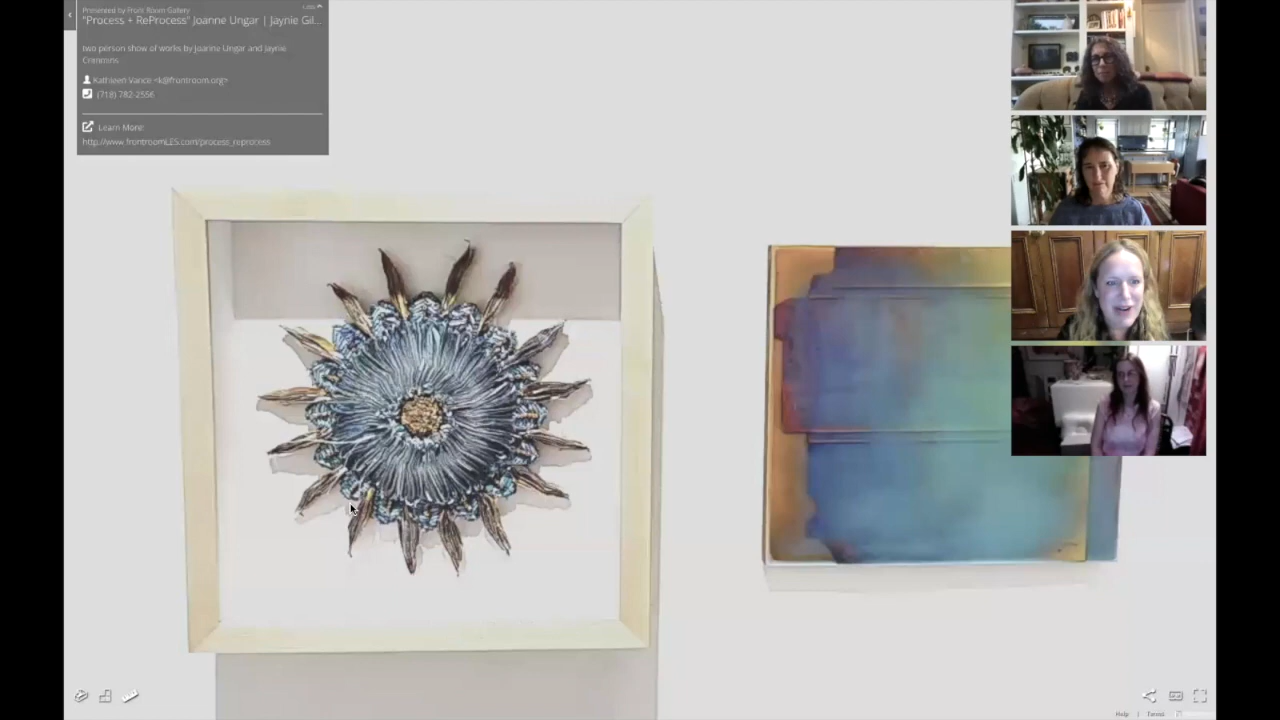 Presented by Front Room Gallery
"Process + ReProcess" Joanne Ungar | Jaynie Gil...
two person show of works by Joanne Ungar and Jaynie
Crimmins
Kathleen Vance <k@frontroom.org>
(718) 782-2556
Learn More:
http://www.frontroomLES.com/process_reprocess
Help | Terms